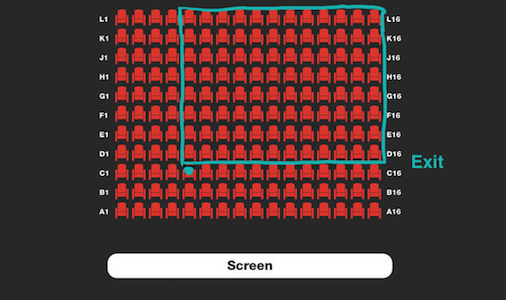 L1 L16
K1 K16
J1 J16
H1 H16
G1 G16
F1 F16
E1 E16
D1 D16
Exit
C1 C16
B1 B16
A1 A16
Screen